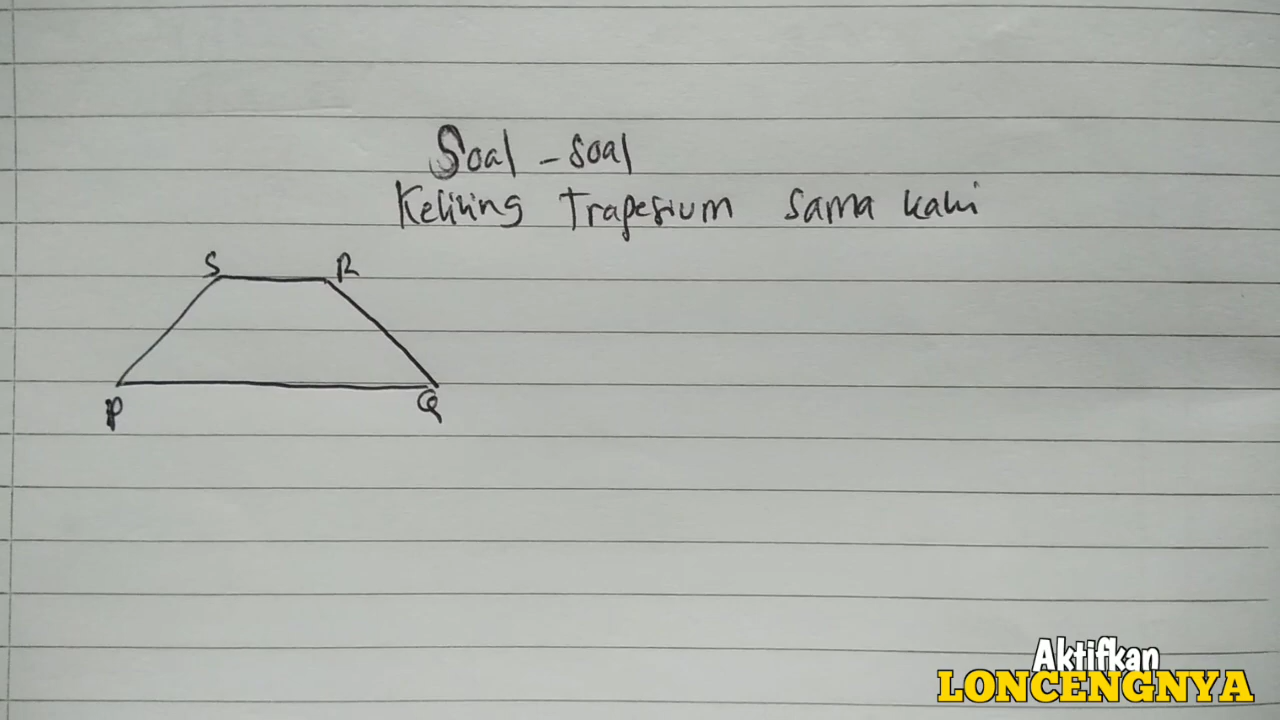 Soal - soal
Keliling Trapesium sama kaki
S R
P Q
Aktifkan
LONCENGNYA